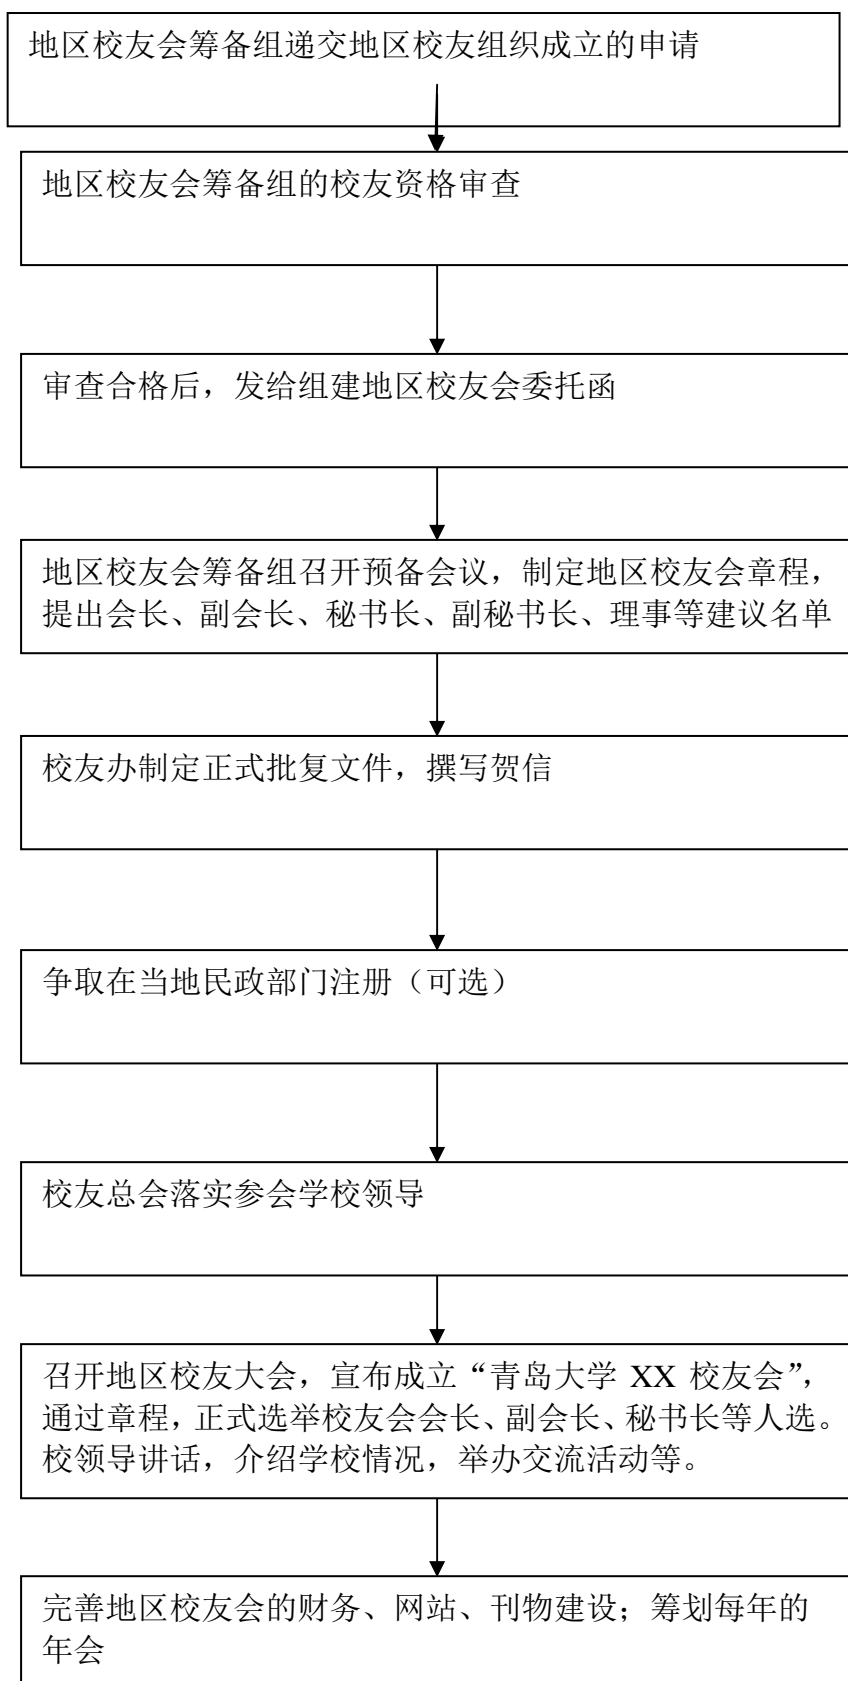 地区校友会筹备组递交地区校友组织成立的申请
地区校友会筹备组的校友资格审查
审查合格后，发给组建地区校友会委托函
地区校友会筹备组召开预备会议，制定地区校友会章程，
提出会长、副会长、秘书长、副秘书长、理事等建议名单
校友办制定正式批复文件，撰写贺信
争取在当地民政部门注册（可选）
校友总会落实参会学校领导
召开地区校友大会，宣布成立“青岛大学 XX 校友会”，
通过章程，正式选举校友会会长、副会长、秘书长等人选。
校领导讲话，介绍学校情况，举办交流活动等。
完善地区校友会的财务、网站、刊物建设；筹划每年的
年会